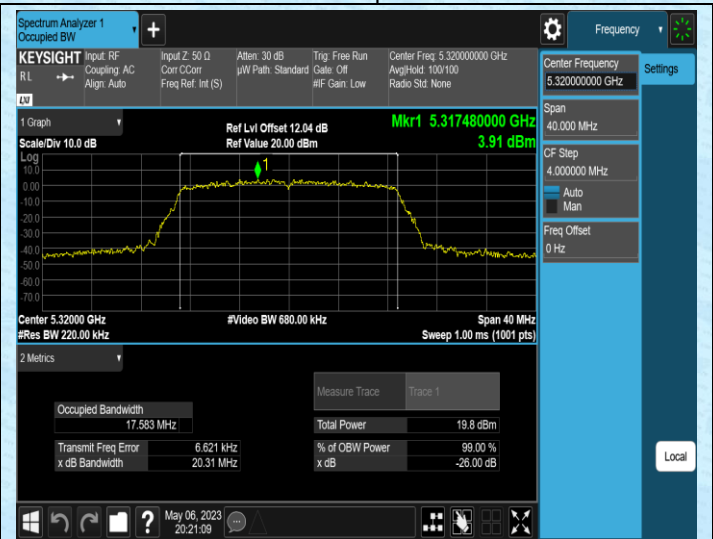 Spectrum Analyzer 1
Occupied BW
+
Frequency
KEYSIGHT
R L
LXI
Input: RF
Coupling: AC
Align: Auto
Input Z: 50 Ω
Corr CCorr
Freq Ref: Int (S)
Atten: 30 dB
µW Path: Standard
Trig: Free Run
Gate: Off
#IF Gain: Low
Center Freq: 5.320000000 GHz
Avg|Hold: 100/100
Radio Std: None
Center Frequency
5.320000000 GHz
Settings
Span
40.000 MHz
CF Step
4.000000 MHz
Auto
Man
Freq Offset
0 Hz
1 Graph
Scale/Div 10.0 dB
Ref Lvl Offset 12.04 dB
Ref Value 20.00 dBm
Mkr1 5.317480000 GHz
3.91 dBm
Log
10.0
0.00
-10.0
-20.0
-30.0
-40.0
-50.0
-60.0
-70.0
1
Center 5.32000 GHz
#Res BW 220.00 kHz
#Video BW 680.00 kHz
Span 40 MHz
Sweep 1.00 ms (1001 pts)
2 Metrics
Measure Trace Trace 1
Occupied Bandwidth
17.583 MHz
Total Power 19.8 dBm
Transmit Freq Error 6.621 kHz
% of OBW Power 99.00 %
x dB Bandwidth 20.31 MHz
x dB -26.00 dB
Local
?
May 06, 2023
20:21:09